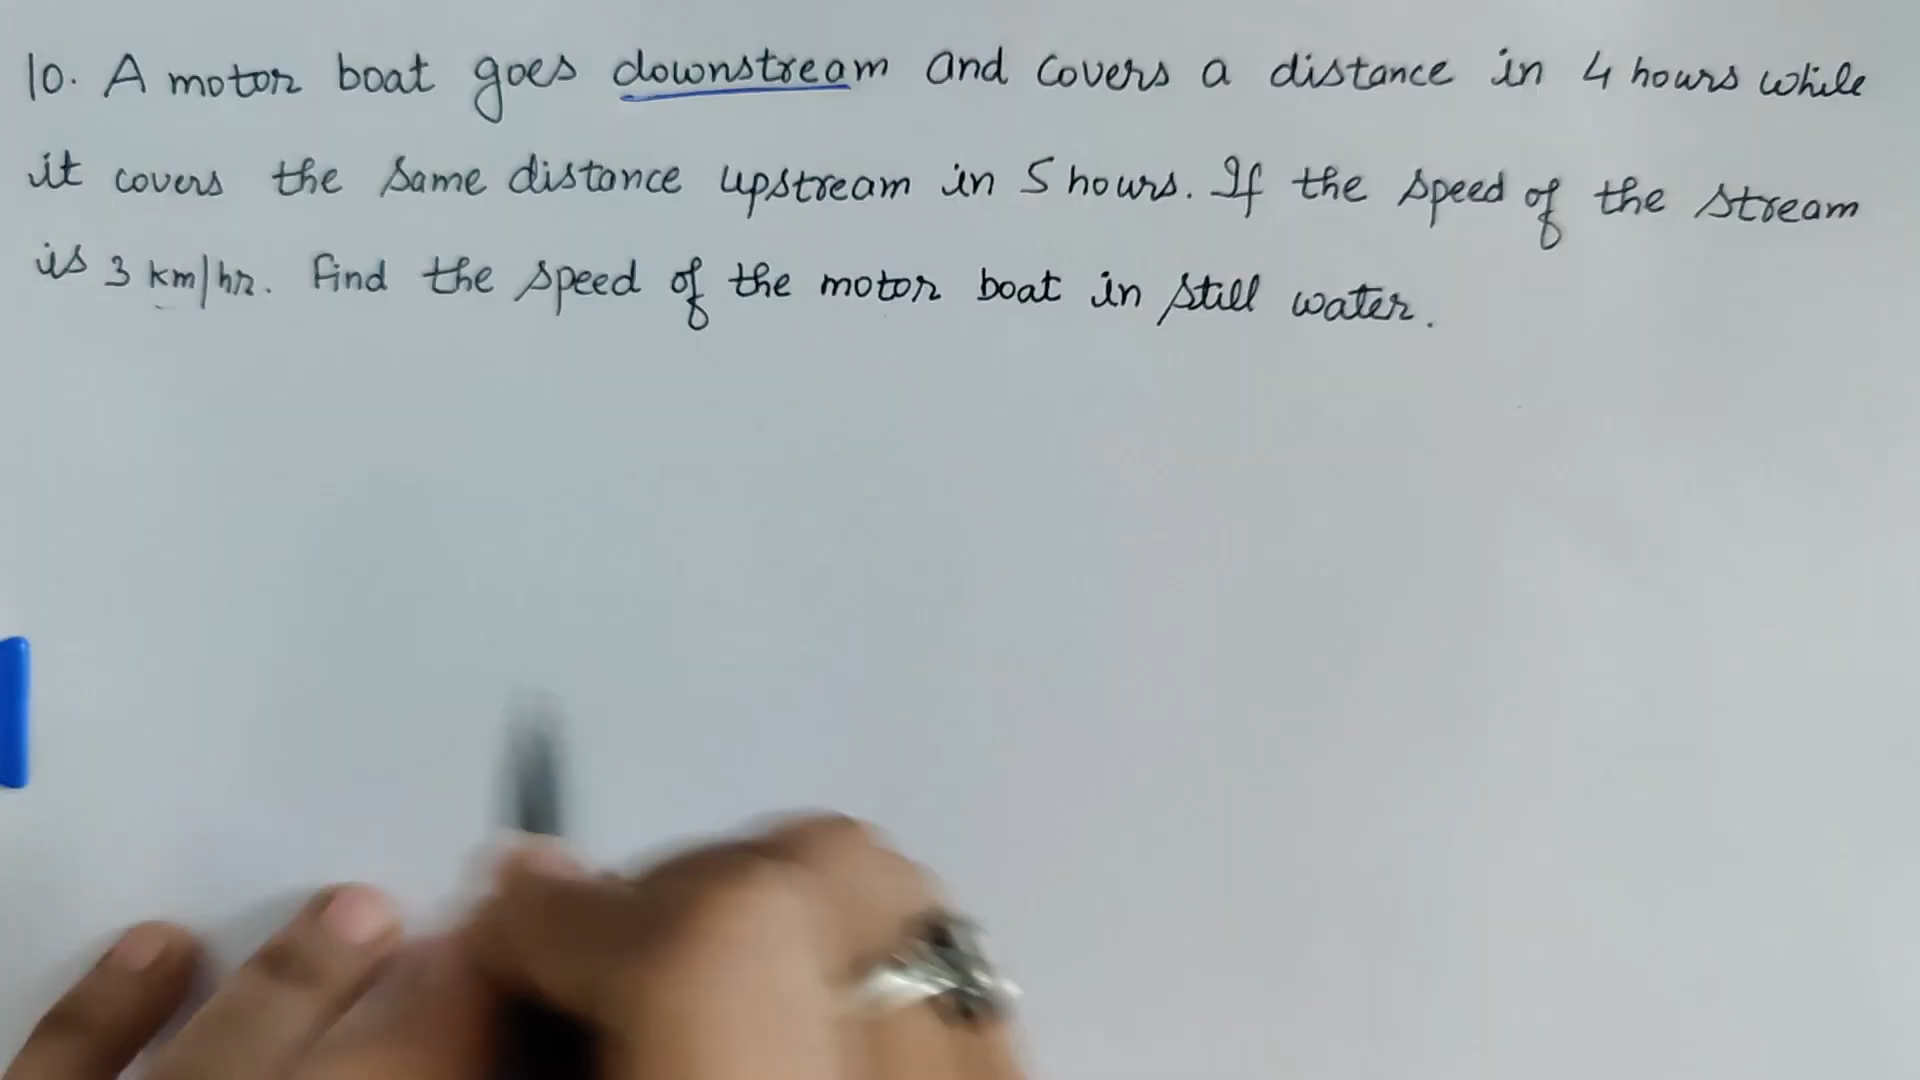 10. A motor boat goes downstream and covers a distance in 4 hours while
it covers the same distance upstream in 5 hours. If the speed of the stream
is 3 km/hr. Find the speed of the motor boat in still water.